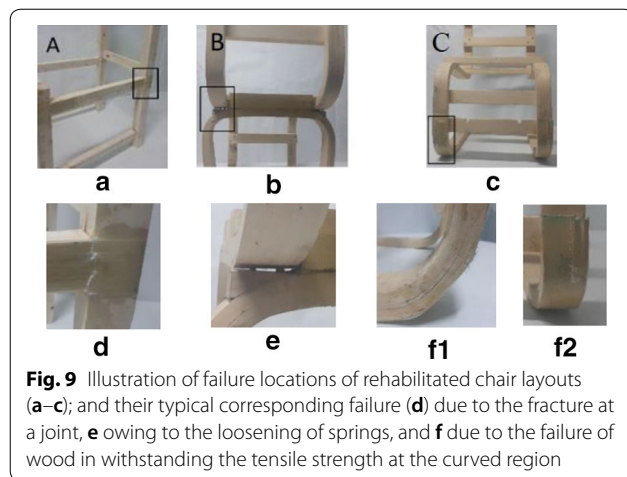 A
B
C
a
b
c
d
e
f1
f2
Fig. 9 Illustration of failure locations of rehabilitated chair layouts
(a–c); and their typical corresponding failure (d) due to the fracture at
a joint, e owing to the loosening of springs, and f due to the failure of
wood in withstanding the tensile strength at the curved region